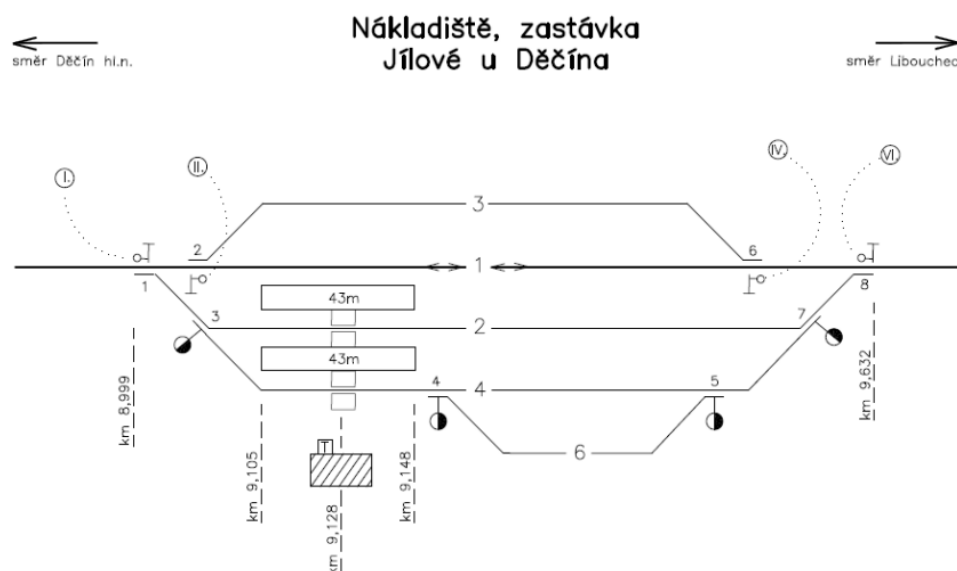 Nákladiště, zastávka
Jílové u Děčína
směr Děčín hl.n.
směr Libouchec
I.
II.
IV.
VI.
3
2
6
1
1
8
43m
3
2
7
43m
4
4
5
6
T
km 8,999
km 9,105
km 9,128
km 9,148
km 9,632